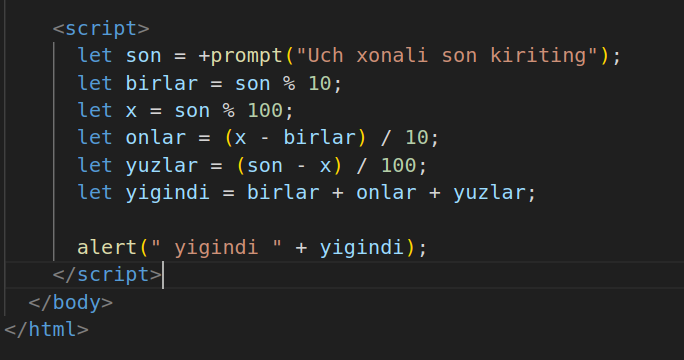 <script>
let son = +prompt("Uch xonali son kiriting");
let birlar = son % 10;
let x = son % 100;
let onlar = (x - birlar) / 10;
let yuzlar = (son - x) / 100;
let yigindi = birlar + onlar + yuzlar;
alert(" yigindi " + yigindi);
</script>
</body>
</html>